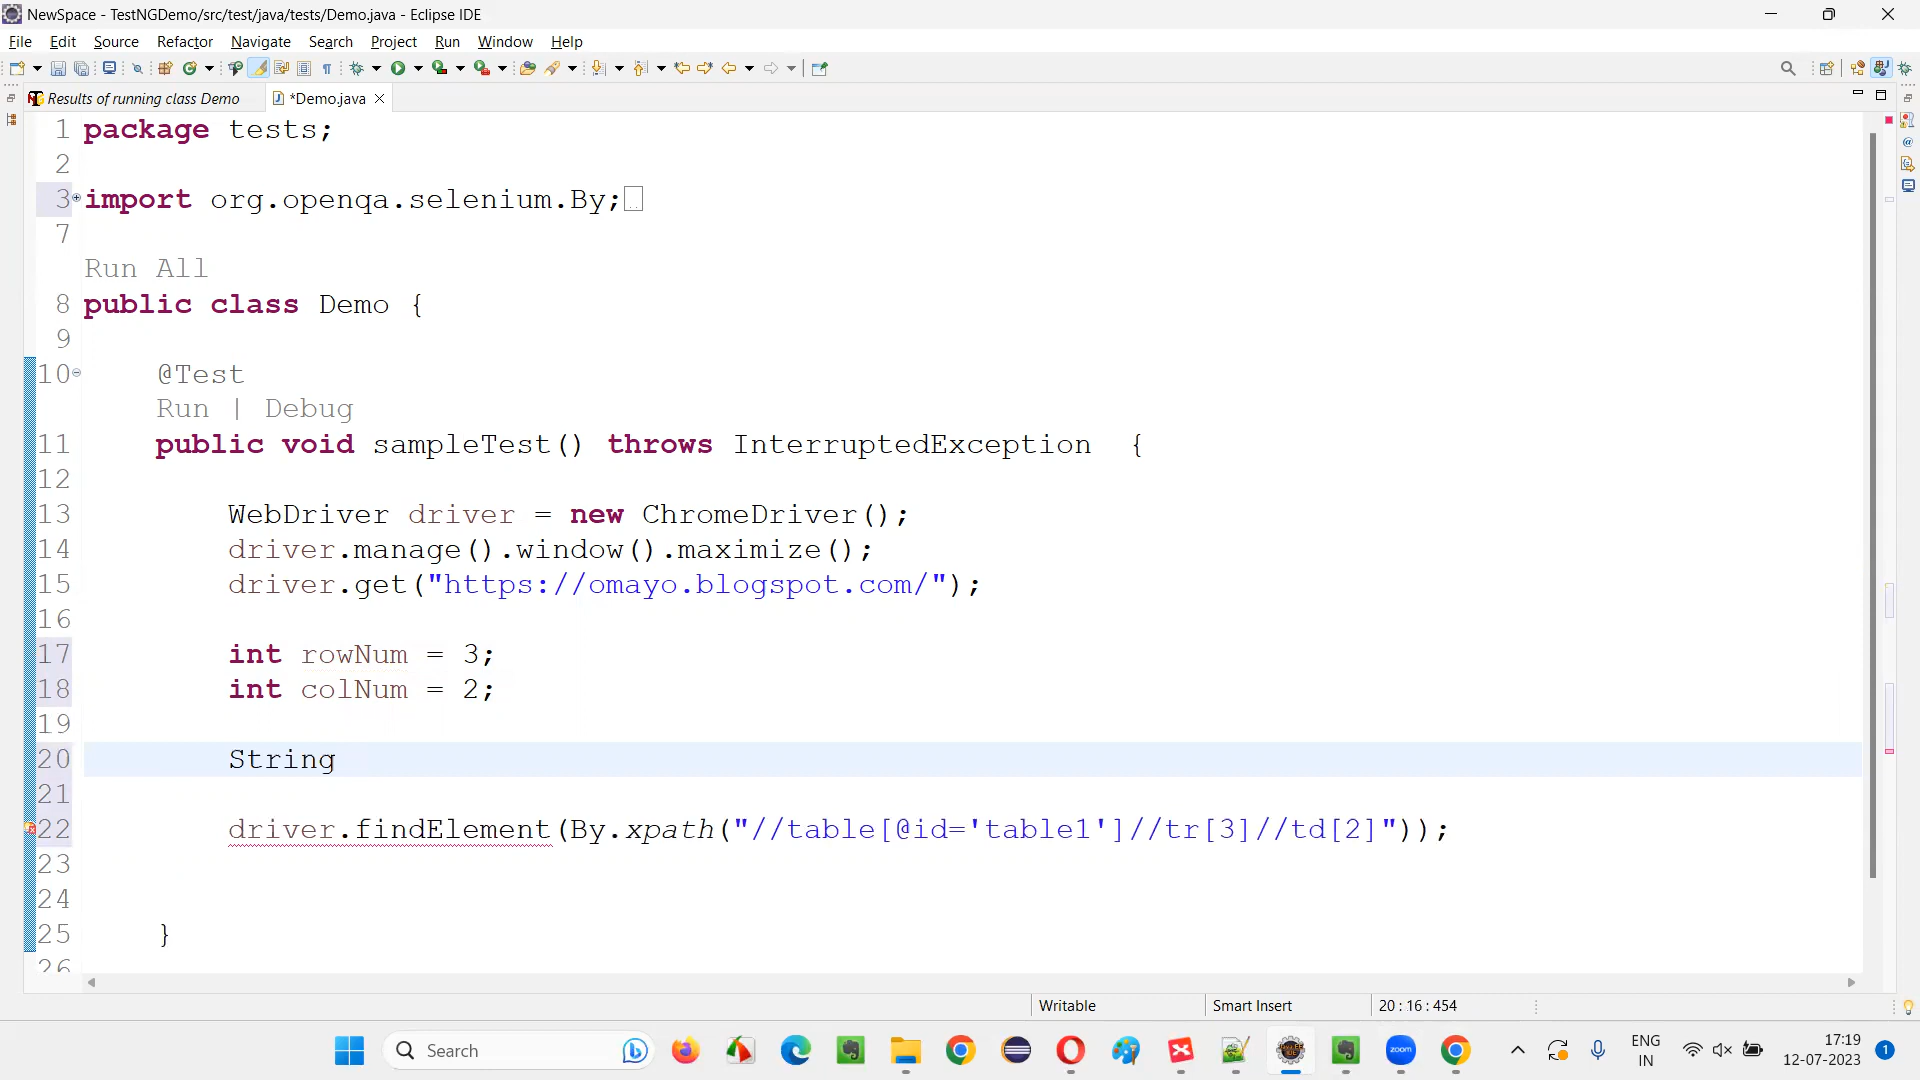 NewSpace - TestNGDemo/src/test/java/tests/Demo.java - Eclipse IDE
File Edit Source Refactor Navigate Search Project Run Window Help
Results of running class Demo *Demo.java
1 package tests;
2
3 import org.openqa.selenium.By;
7
Run All
8 public class Demo {
9
10 @Test
Run | Debug
11 public void sampleTest() throws InterruptedException {
12
13 WebDriver driver = new ChromeDriver();
14 driver.manage().window().maximize();
15 driver.get("https://omayo.blogspot.com/");
16
17 int rowNum = 3;
18 int colNum = 2;
19
20 String
21
22 driver.findElement(By.xpath("//table[@id='table1']//tr[3]//td[2]"));
23
24
25 }
26
Writable Smart Insert 20 : 16 : 454
Search zoom ENG 17:19
IN 12-07-2023 1